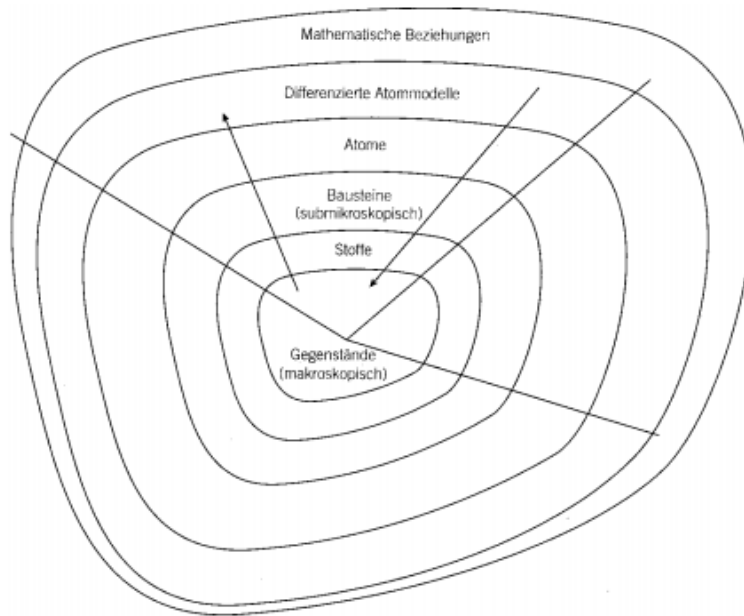 Mathematische Beziehungen
Differenzierte Atommodelle
Atome
Bausteine
(submikroskopisch)
Stoffe
Gegenstände
(makroskopisch)